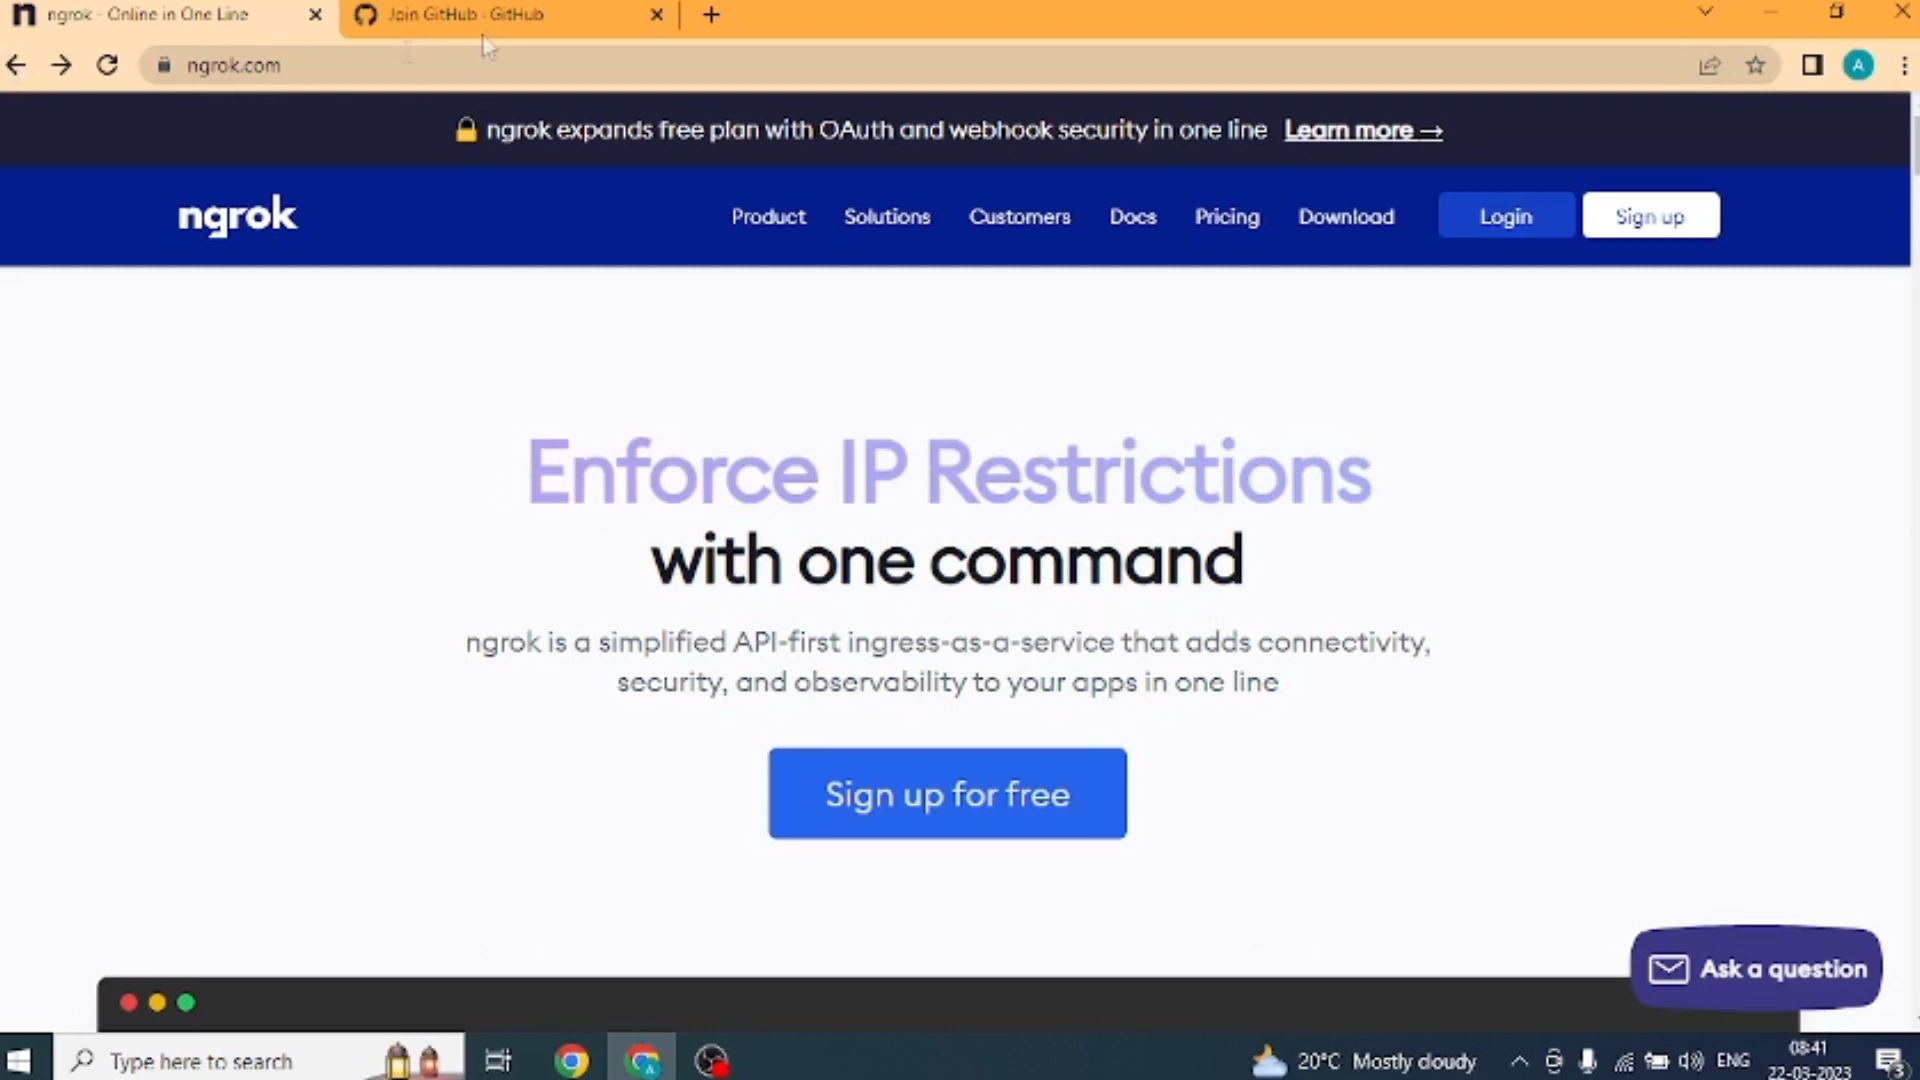 ngrok - Online in One Line
Join GitHub · GitHub
ngrok.com
A
ngrok expands free plan with OAuth and webhook security in one line Learn more →
ngrok
Product Solutions Customers Docs Pricing Download Login Sign up
Enforce IP Restrictions
with one command
ngrok is a simplified API-first ingress-as-a-service that adds connectivity,
security, and observability to your apps in one line
Sign up for free
Ask a question
Type here to search
20°C Mostly cloudy
ENG
08:41
22-03-2023
3